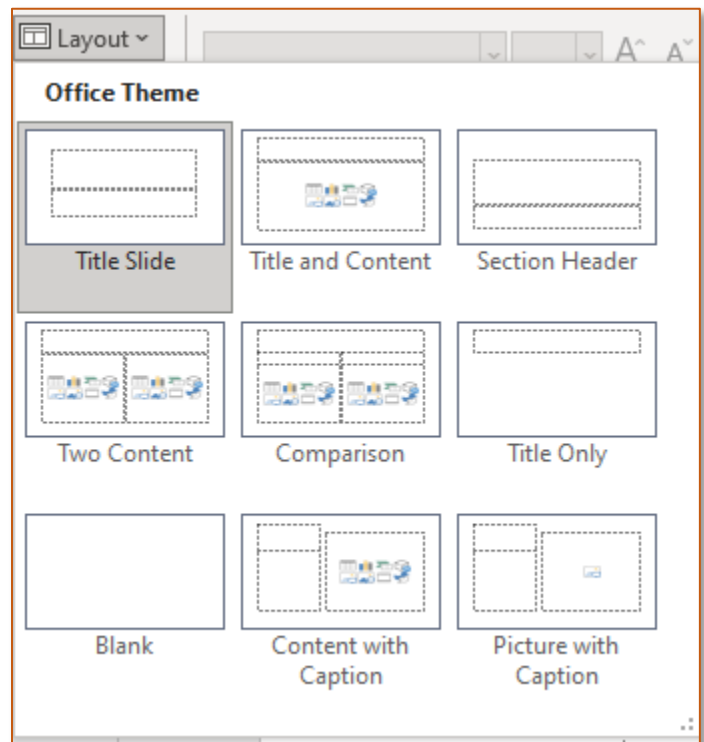 Layout
A A
Office Theme
Title Slide
Title and Content
Section Header
Two Content
Comparison
Title Only
Blank
Content with
Caption
Picture with
Caption